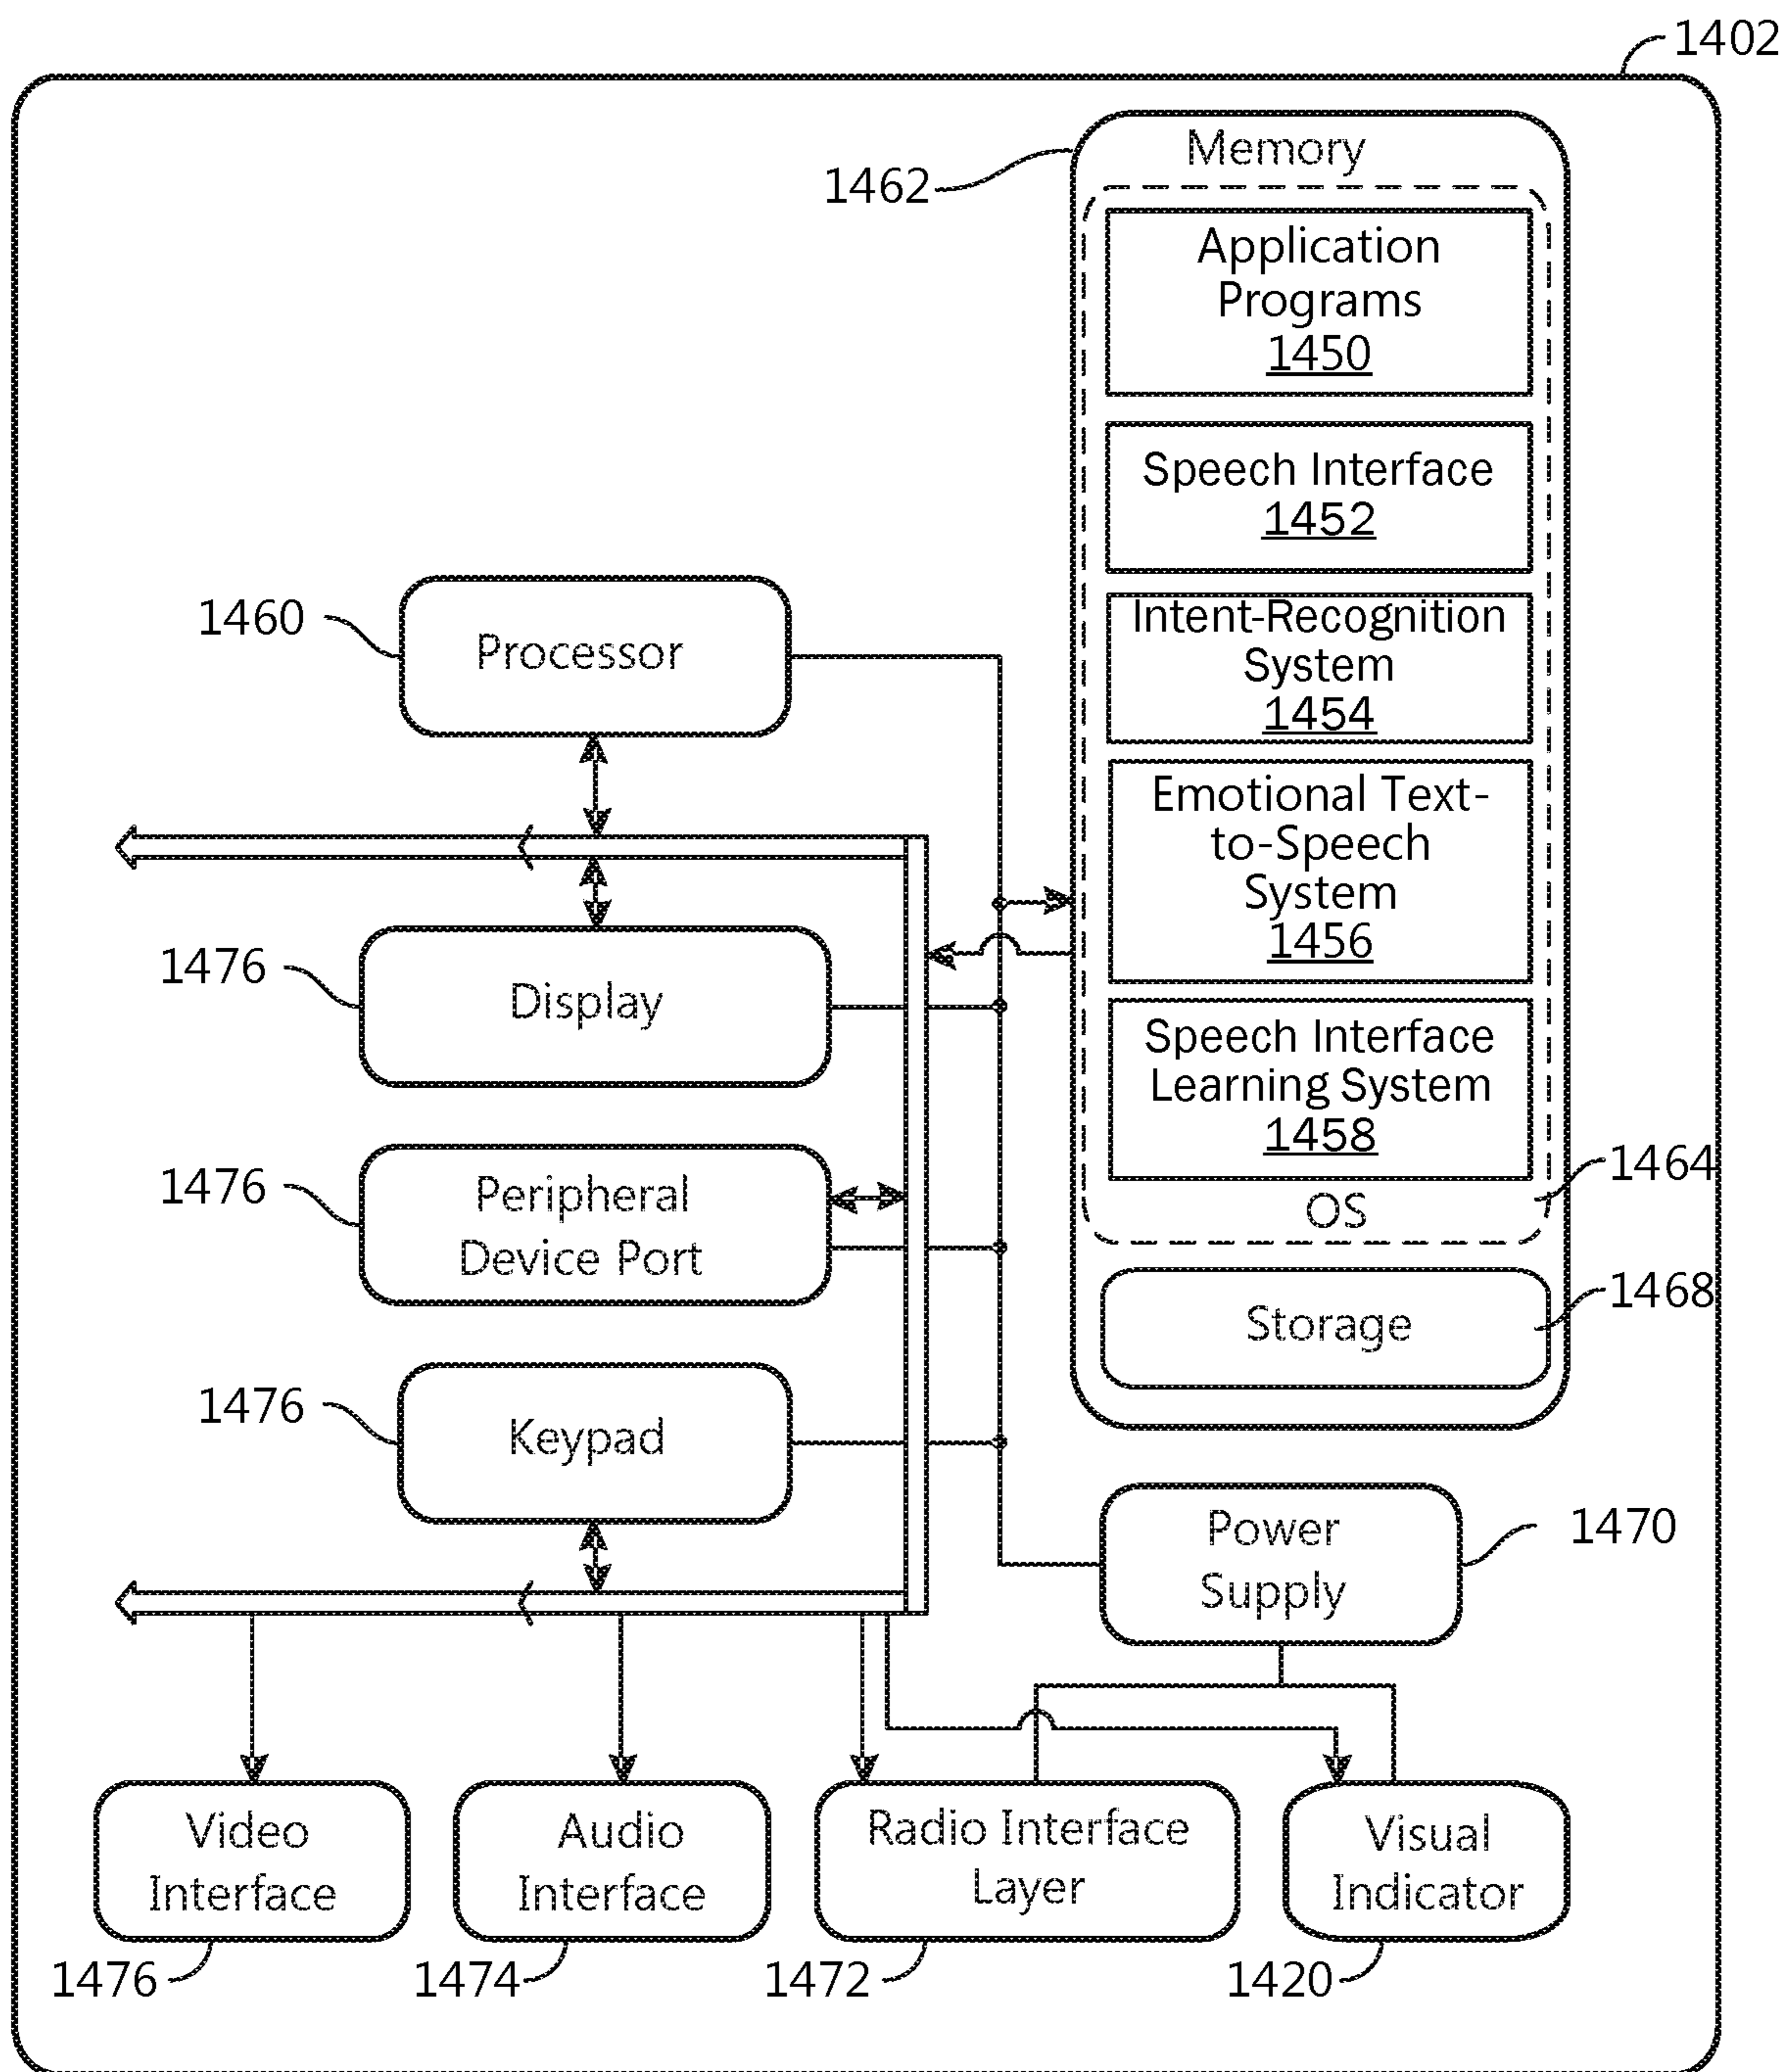 1402
Memory
1462
Application
Programs
1450
Speech Interface
1452
Intent-Recognition
System
1454
1460
Processor
Emotional Text-
to-Speech
System
1456
1476
Display
Speech Interface
Learning System
1458
1464
OS
1476
Peripheral
Device Port
1468
Storage
1476
Keypad
Power
Supply
1470
Video
Interface
Audio
Interface
Radio Interface
Layer
Visual
Indicator
1476
1474
1472
1420